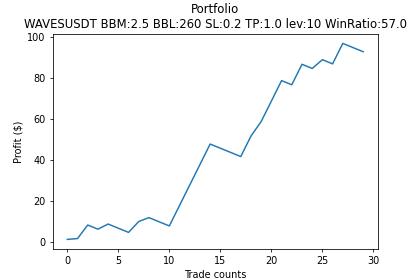 Portfolio
WAVESUSDT BBM:2.5 BBL:260 SL:0.2 TP:1.0 lev:10 WinRatio:57.0
100
80
60
40
20
0
Profit ($)
0 5 10 15 20 25 30
Trade counts